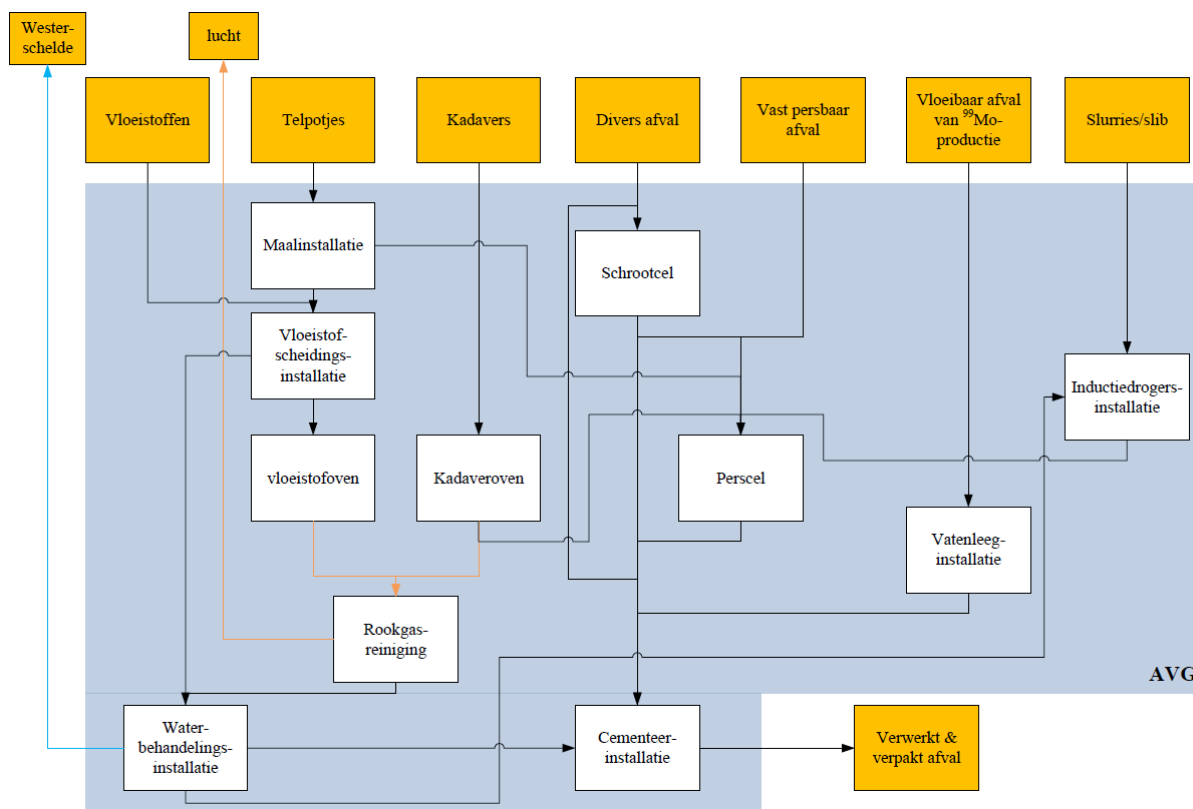 Wester-
schelde
lucht
Vloeistoffen
Telpotjes
Kadavers
Divers afval
Vast persbaar
afval
Vloeibaar afval
van ⁹⁹Mo-
productie
Slurries/slib
Maalinstallatie
Schrootcel
Vloeistof-
scheidings-
installatie
Inductiedrogers-
installatie
vloeistofoven
Kadaveroven
Perscel
Vatenleeg-
installatie
Rookgas-
reiniging
AVG
Water-
behandelings-
installatie
Cementeer-
installatie
Verwerkt &
verpakt afval